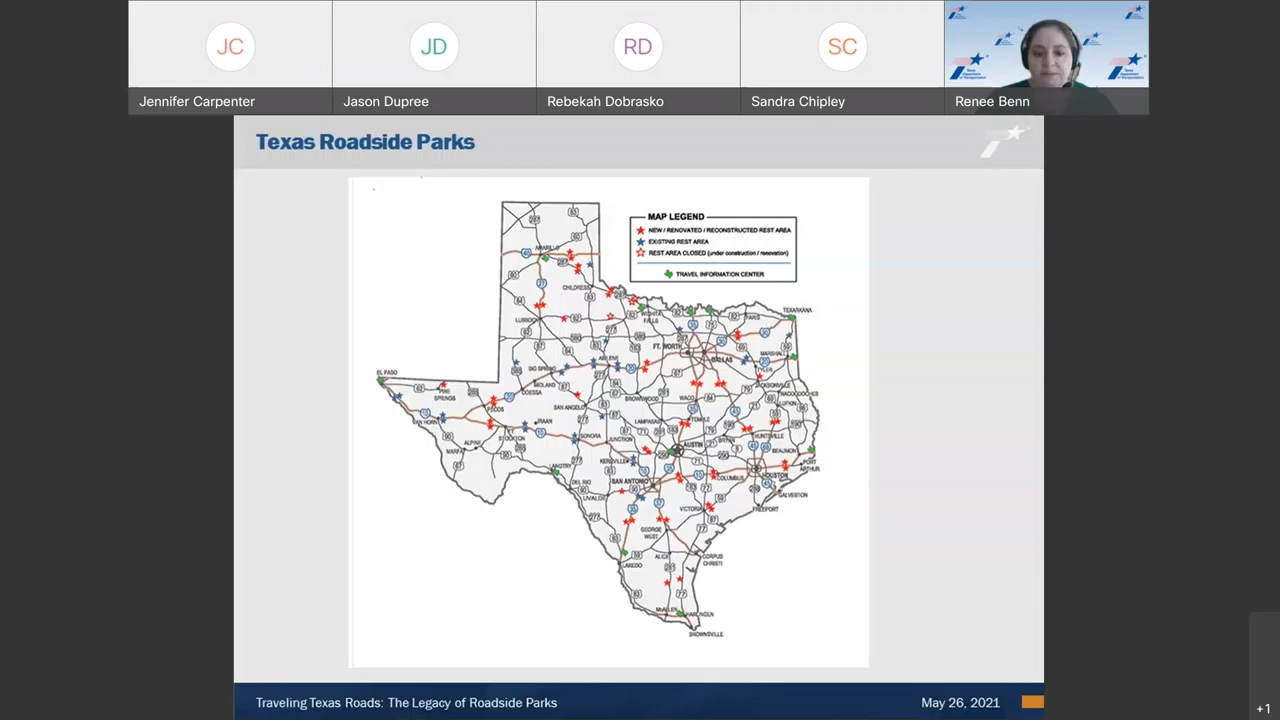 JC
JD
RD
SC
Jennifer Carpenter
Jason Dupree
Rebekah Dobrasko
Sandra Chipley
Renee Benn
Texas Roadside Parks
MAP LEGEND
NEW / RENOVATED / RECONSTRUCTED REST AREA
EXISTING REST AREA
REST AREA CLOSED (under construction / renovation)
TRAVEL INFORMATION CENTER
AMARILLO
CHILDRESS
WICHITA FALLS
PARIS
TEXARKANA
LUBBOCK
FT. WORTH
DALLAS
MARSHALL
TYLER
EL PASO
PINE SPRINGS
BIG SPRING
ABILENE
MIDLAND
ODESSA
JACKSONVILLE
NACOGDOCHES
LUFKIN
BROWNWOOD
WACO
VAN HORN
PECOS
SAN ANGELO
LAMPASAS
TEMPLE
IRAAN
FT. STOCKTON
SONORA
JUNCTION
BRYAN
HUNTSVILLE
MARFA
ALPINE
KERRVILLE
AUSTIN
BEAUMONT
PORT ARTHUR
LANGTRY
DEL RIO
SAN ANTONIO
COLUMBUS
HOUSTON
GALVESTON
UVALDE
VICTORIA
FREEPORT
GEORGE WEST
LAREDO
ALICE
CORPUS CHRISTI
McALLEN
HARLINGEN
BROWNSVILLE
Traveling Texas Roads: The Legacy of Roadside Parks
May 26, 2021
+1